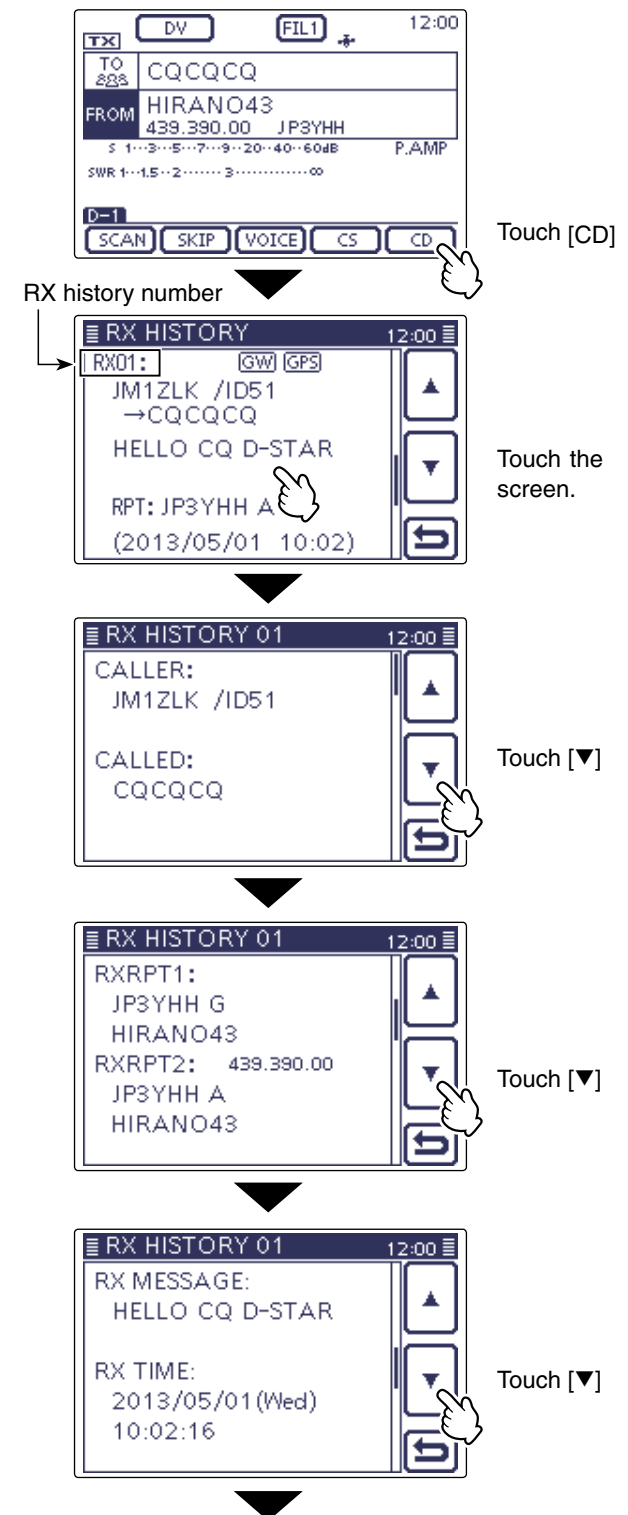 DV FIL1 12:00
TX
TO CQCQCQ
FROM HIRANO43
439.390.00 JP3YHH
S 1···3··5···7··9··20··40··60dB P.AMP
SWR 1··1.5··2······· 3·············∞
D-1
SCAN SKIP VOICE CS CD
Touch [CD]
RX history number
RX HISTORY 12:00
RX01: GW GPS
JM1ZLK /ID51
→CQCQCQ
HELLO CQ D-STAR
RPT: JP3YHH A
(2013/05/01 10:02)
▲
▼
Touch the
screen.
RX HISTORY 01 12:00
CALLER:
JM1ZLK /ID51
CALLED:
CQCQCQ
▲
▼
Touch [▼]
RX HISTORY 01 12:00
RXRPT1:
JP3YHH G
HIRANO43
RXRPT2: 439.390.00
JP3YHH A
HIRANO43
▲
▼
Touch [▼]
RX HISTORY 01 12:00
RX MESSAGE:
HELLO CQ D-STAR
RX TIME:
2013/05/01(Wed)
10:02:16
▲
▼
Touch [▼]